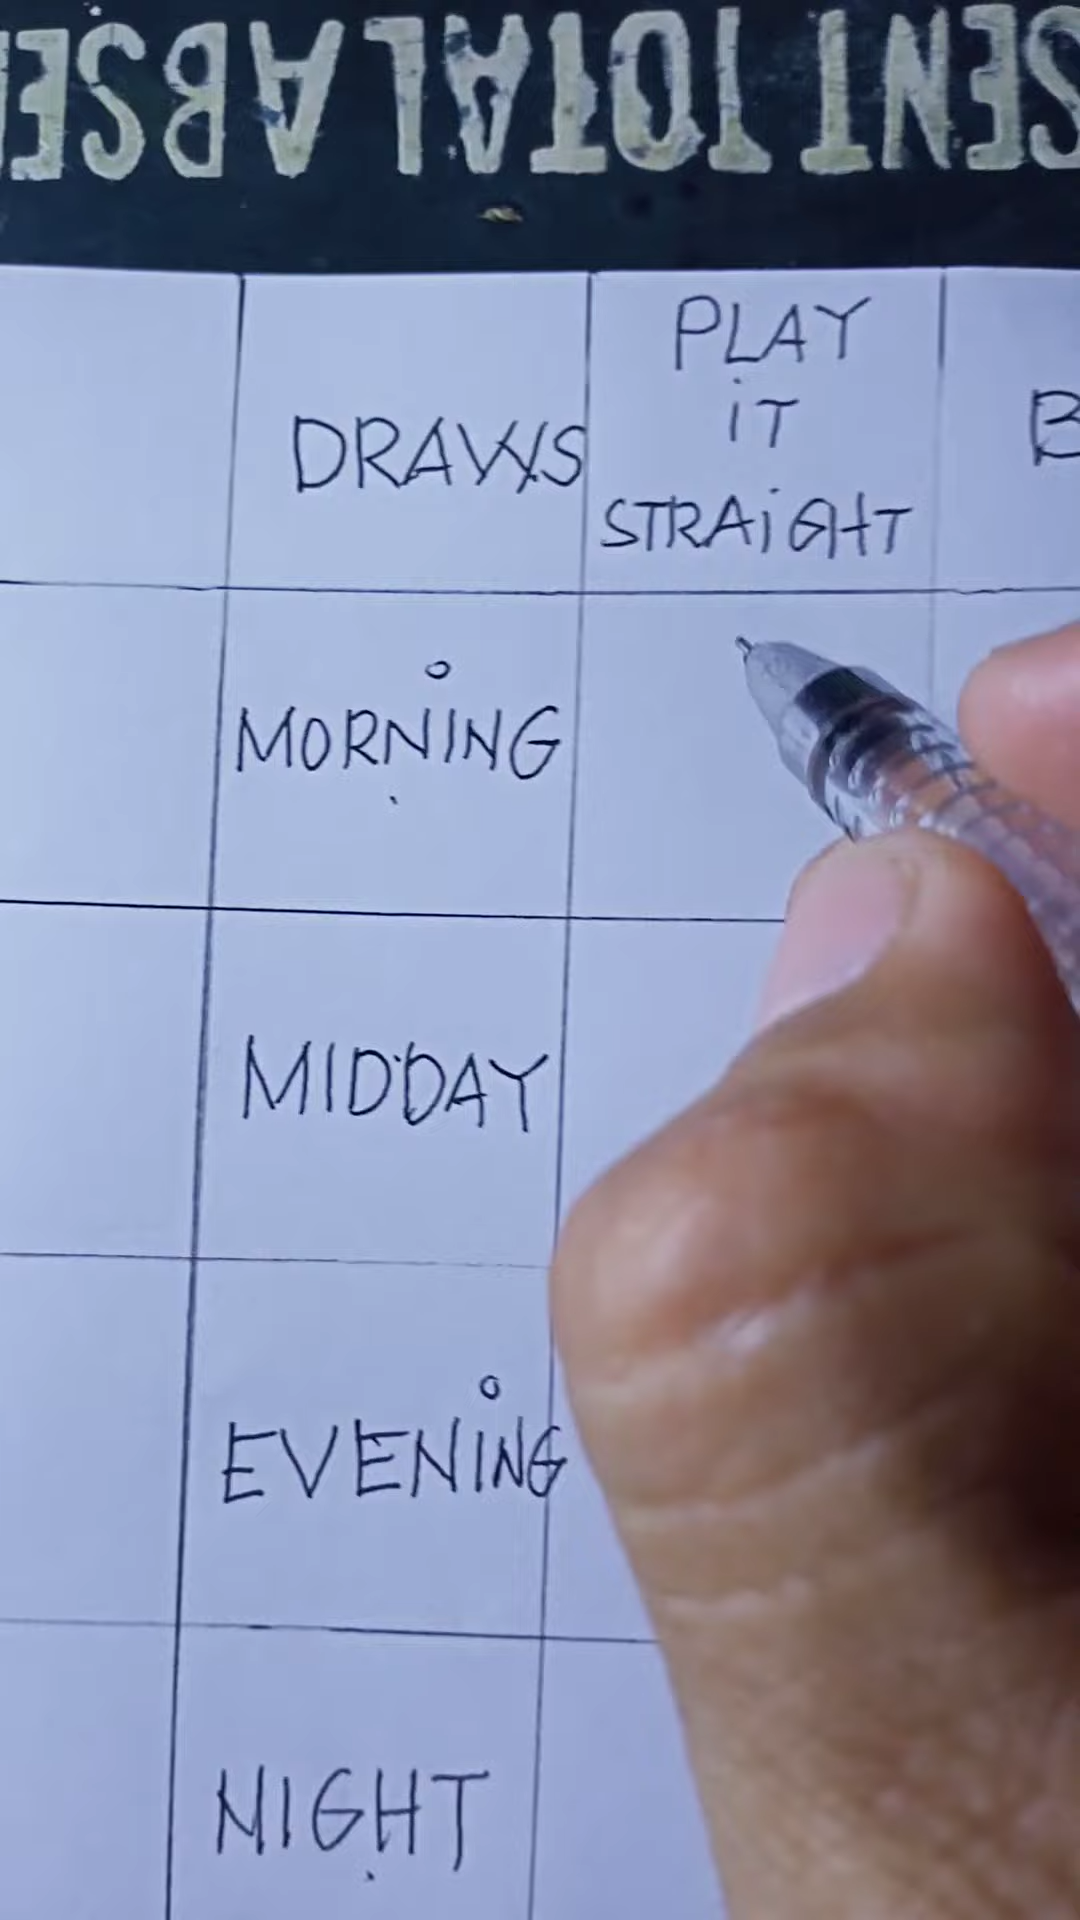 SENT TOTAL ABSE
DRAWS
PLAY
iT
STRAiGHT
B
MORNING
MIDDAY
EVENiNG
NIGHT